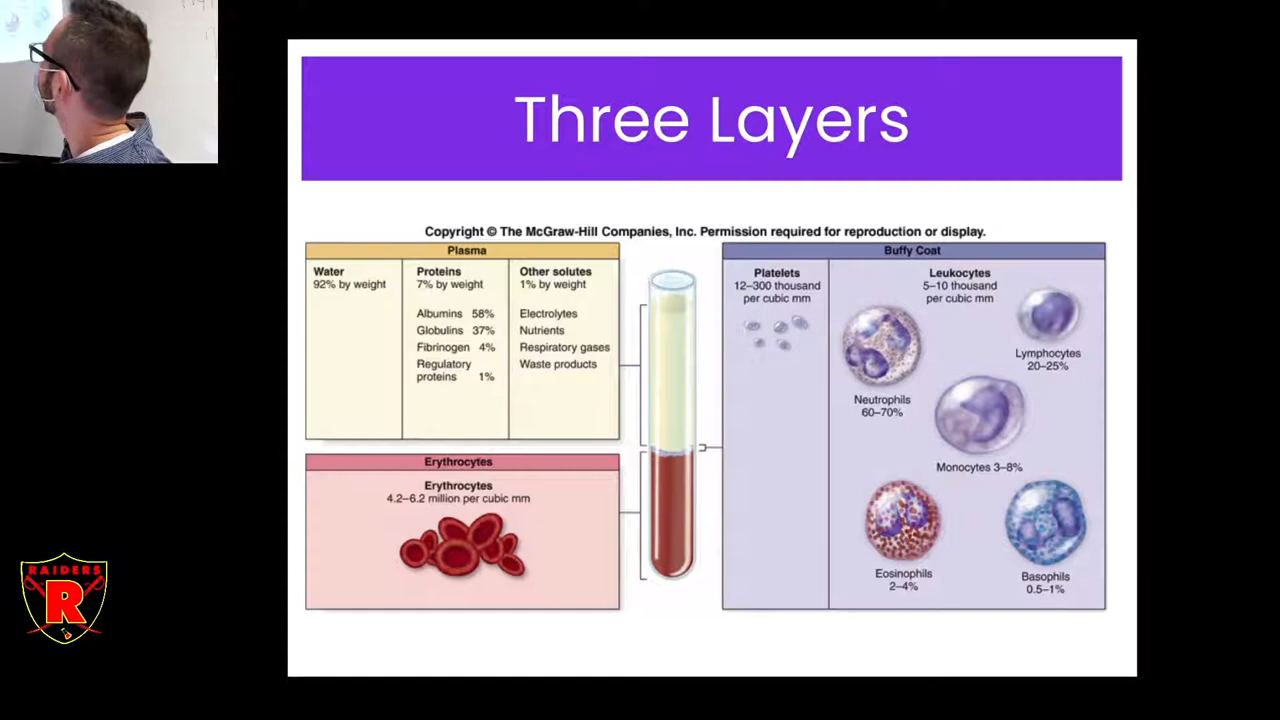 Three Layers
Copyright © The McGraw-Hill Companies, Inc. Permission required for reproduction or display.
Plasma
Water
92% by weight
Proteins
7% by weight
Albumins 58%
Globulins 37%
Fibrinogen 4%
Regulatory
proteins 1%
Other solutes
1% by weight
Electrolytes
Nutrients
Respiratory gases
Waste products
Erythrocytes
Erythrocytes
4.2–6.2 million per cubic mm
Buffy Coat
Platelets
12–300 thousand
per cubic mm
Leukocytes
5–10 thousand
per cubic mm
Neutrophils
60–70%
Lymphocytes
20–25%
Monocytes 3–8%
Eosinophils
2–4%
Basophils
0.5–1%
RAIDERS
R